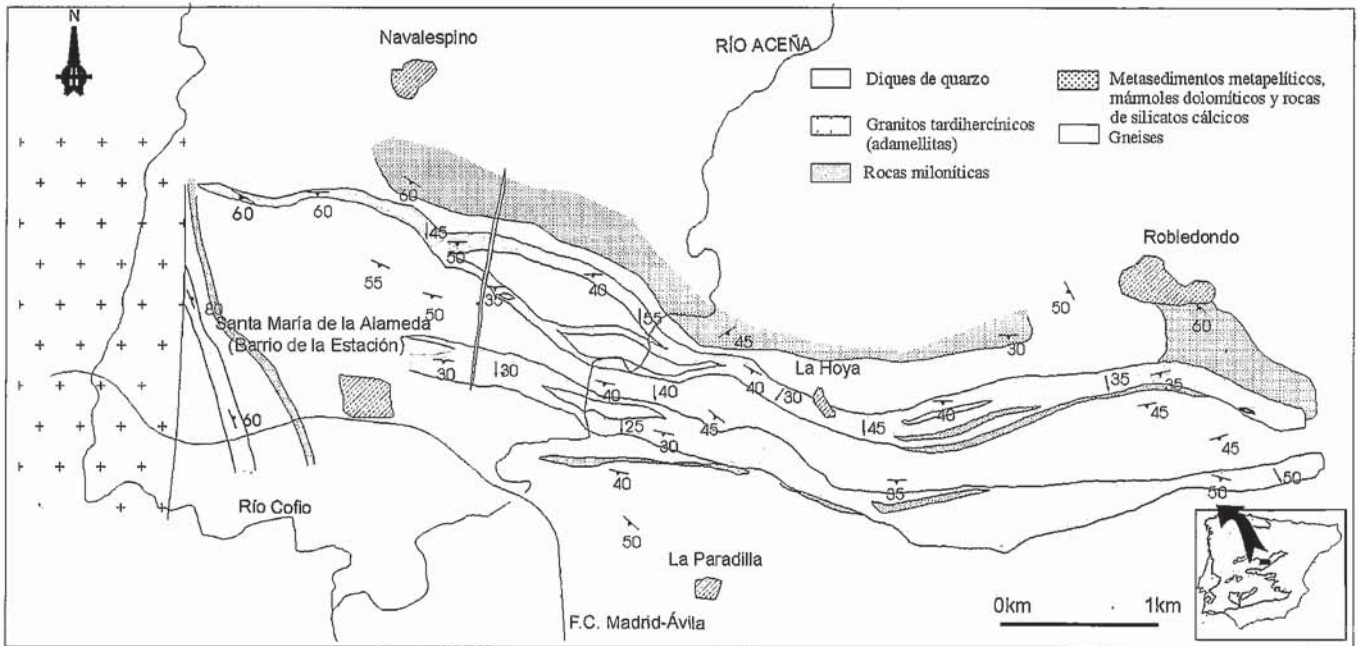 N
Navalespino
RÍO ACEÑA
Diques de quarzo
Granitos tardihercínicos
(adamellitas)
Rocas miloníticas
Metasedimentos metapelíticos,
mármoles dolomíticos y rocas
de silicatos cálcicos
Gneises
Robledondo
60
60
60
45
50
55
50
35
40
55
45
50
30
60
80
Santa María de la Alameda
(Barrio de la Estación)
30
30
40
40
40
La Hoya
30
35
35
60
25
30
45
45
40
45
45
40
35
50
50
Río Cofio
50
La Paradilla
0km
1km
F.C. Madrid-Ávila